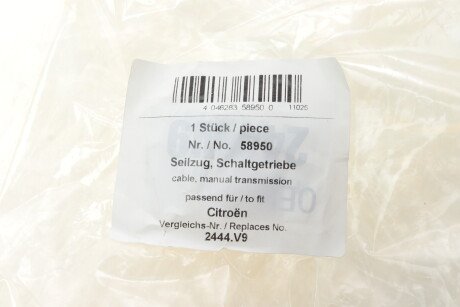 4 046263 58950 0 11025
1 Stück / piece
Nr. / No. 58950
Seilzug, Schaltgetriebe
cable, manual transmission
passend für / to fit
Citroën
Vergleichs-Nr. / Replaces No.
2444.V9